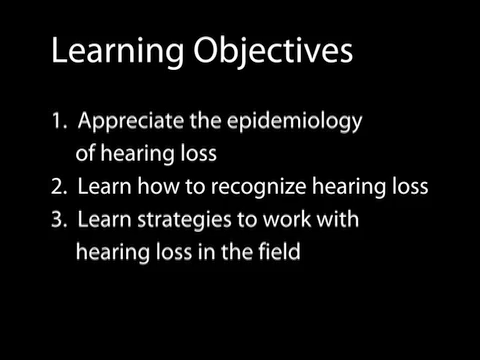 Learning Objectives
1. Appreciate the epidemiology
of hearing loss
2. Learn how to recognize hearing loss
3. Learn strategies to work with
hearing loss in the field